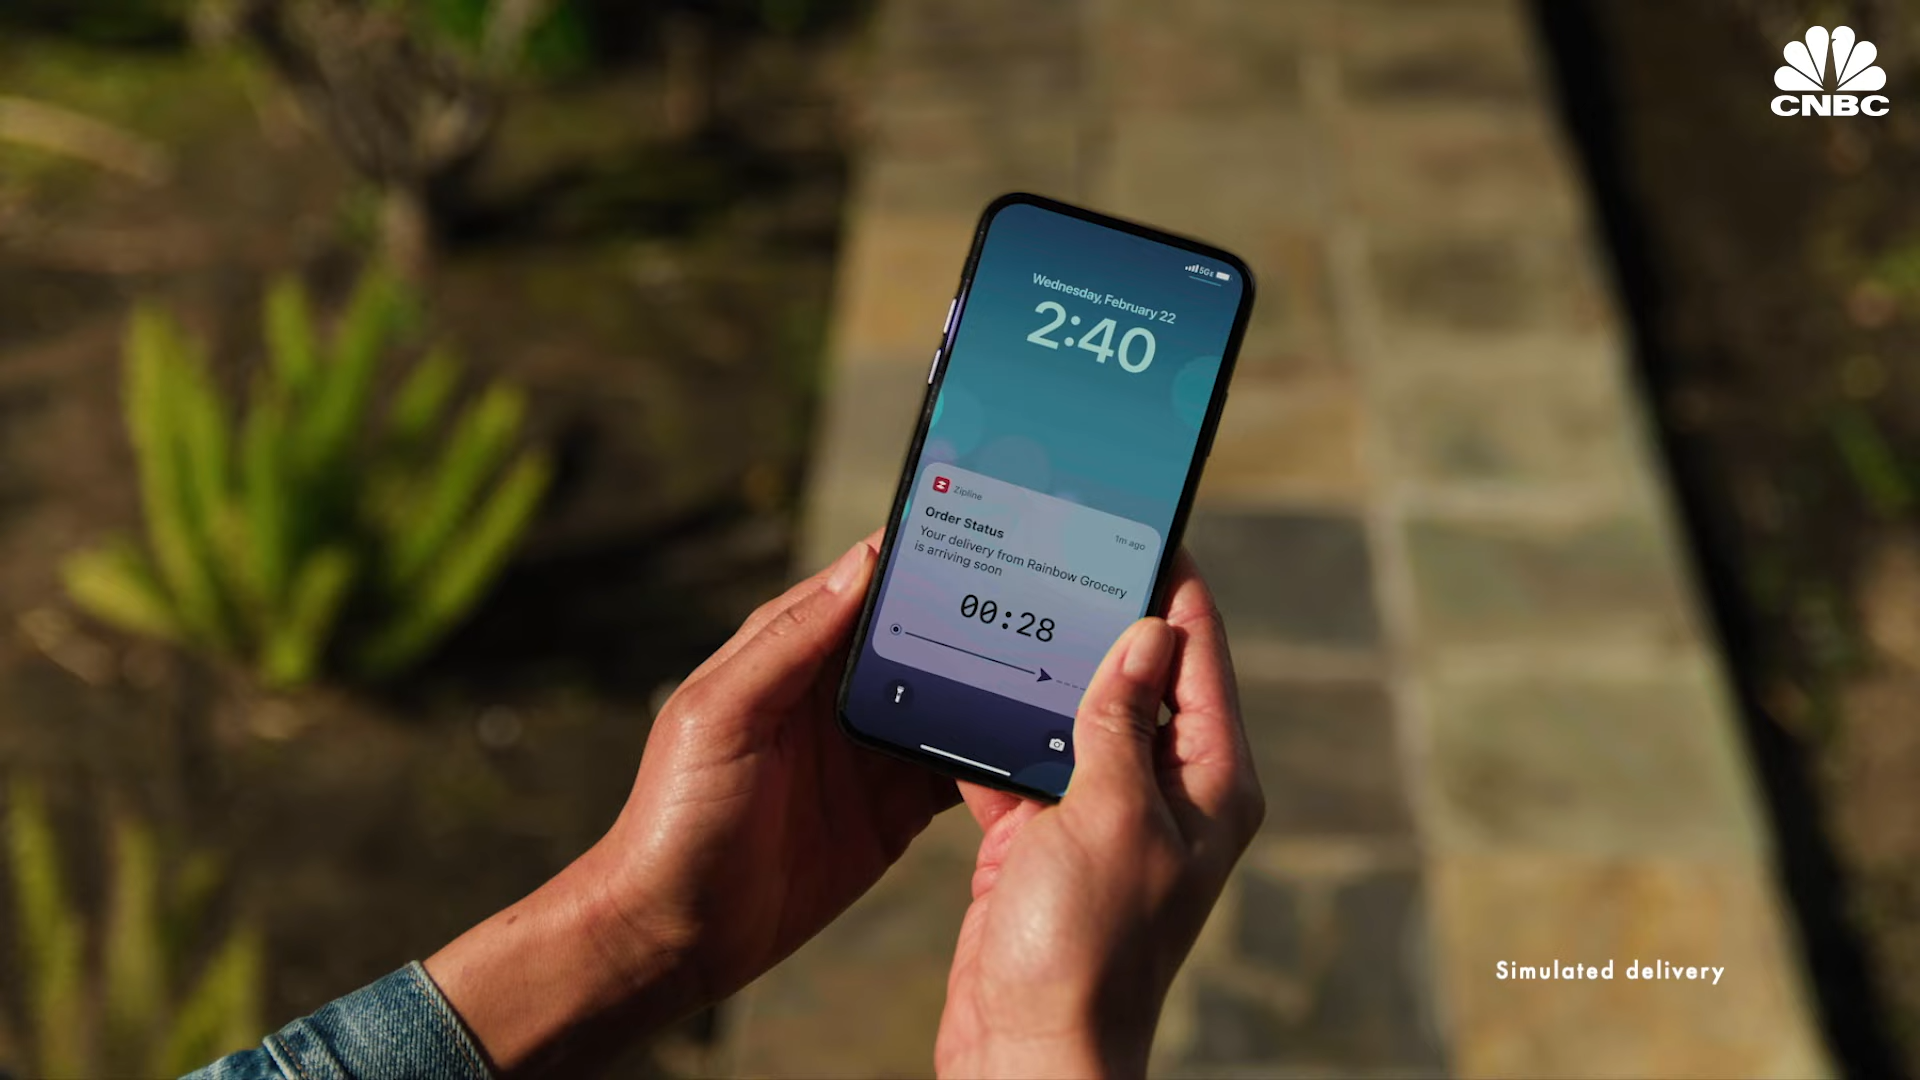 CNBC
5GE
Wednesday, February 22
2:40
Zipline
Order Status
1m ago
Your delivery from Rainbow Grocery
is arriving soon
00:28
Simulated delivery